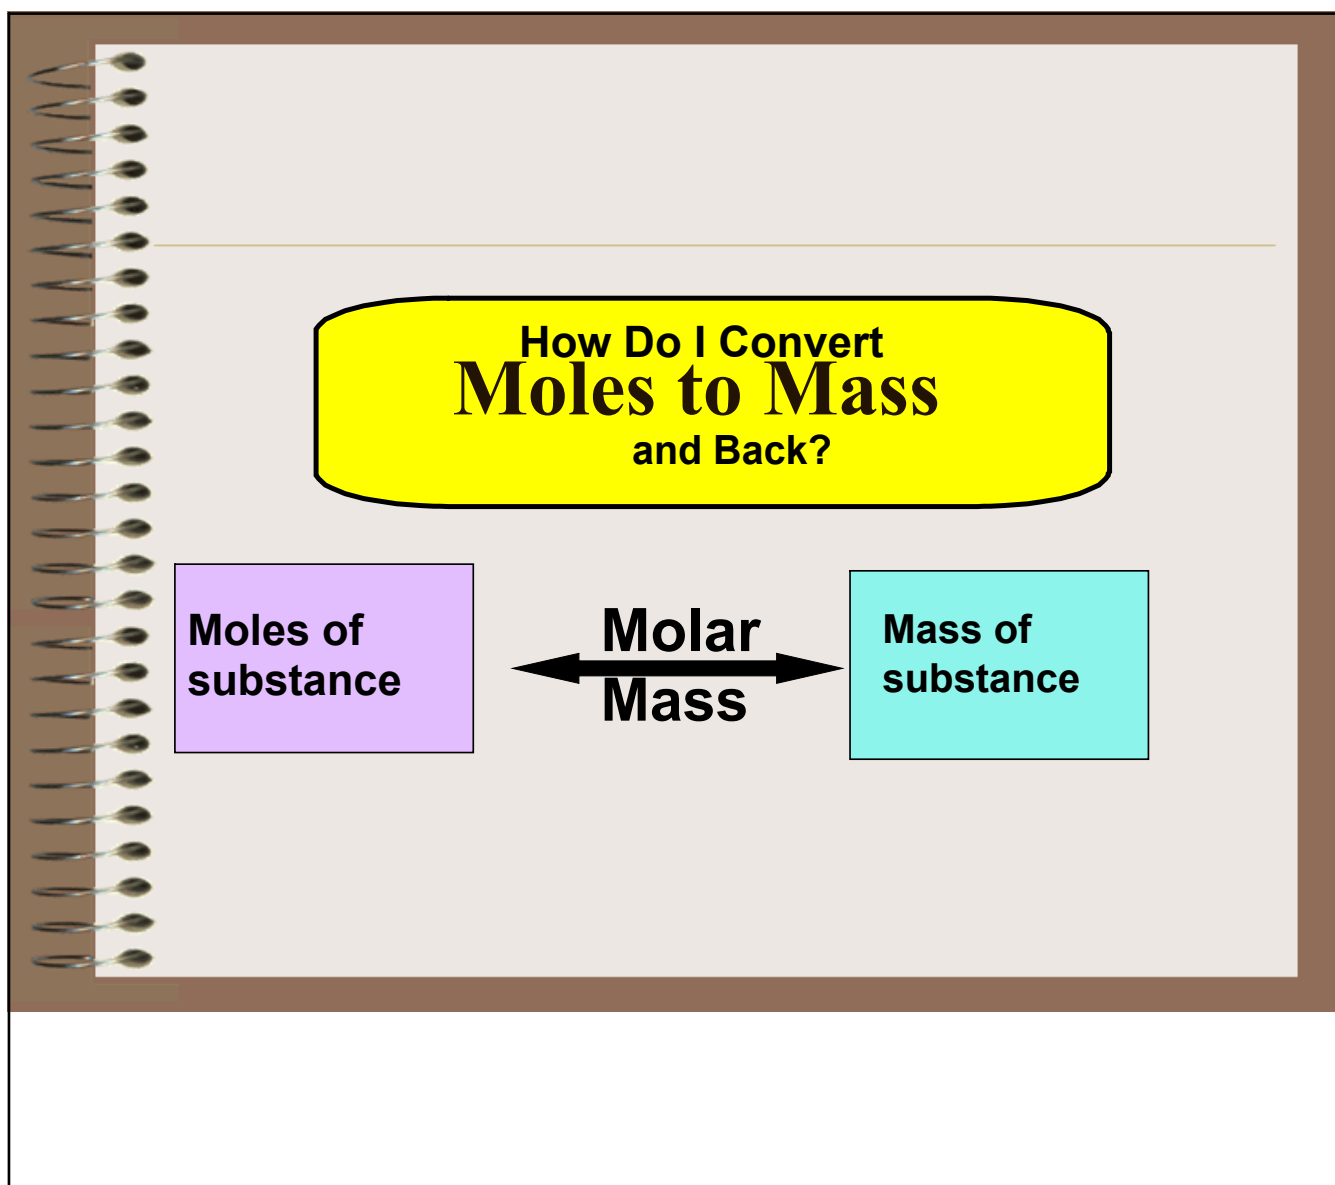 How Do I Convert
Moles to Mass
and Back?
Moles of
substance
Molar
Mass
Mass of
substance